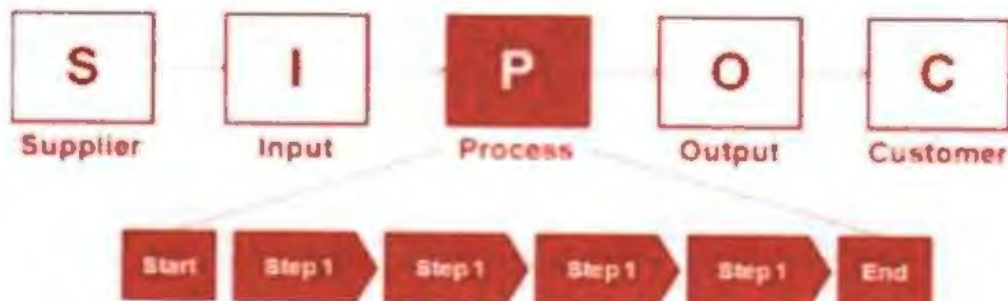 S I P O C
Supplier Input Process Output Customer
Start Step 1 Step 1 Step 1 Step 1 End